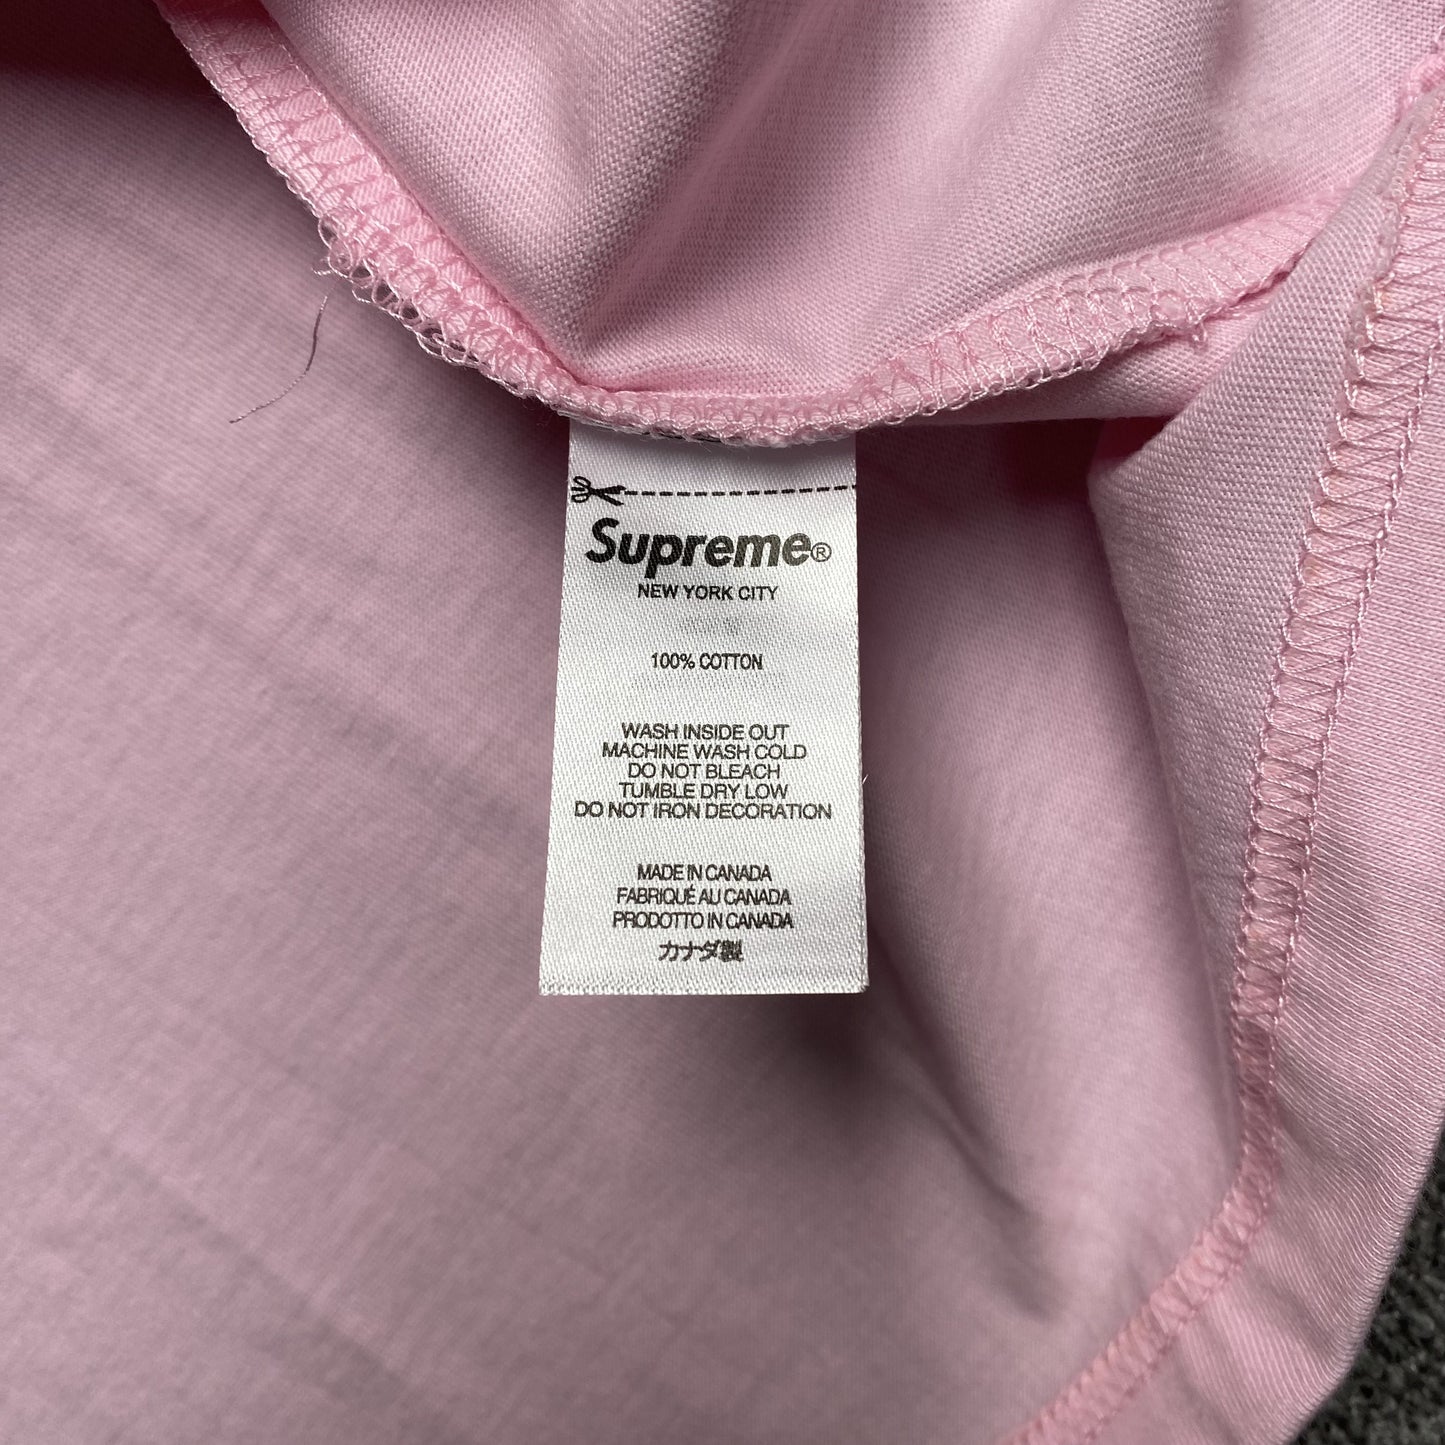 Supreme®
NEW YORK CITY
100% COTTON
WASH INSIDE OUT
MACHINE WASH COLD
DO NOT BLEACH
TUMBLE DRY LOW
DO NOT IRON DECORATION
MADE IN CANADA
FABRIQUÉ AU CANADA
PRODOTTO IN CANADA
カナダ製